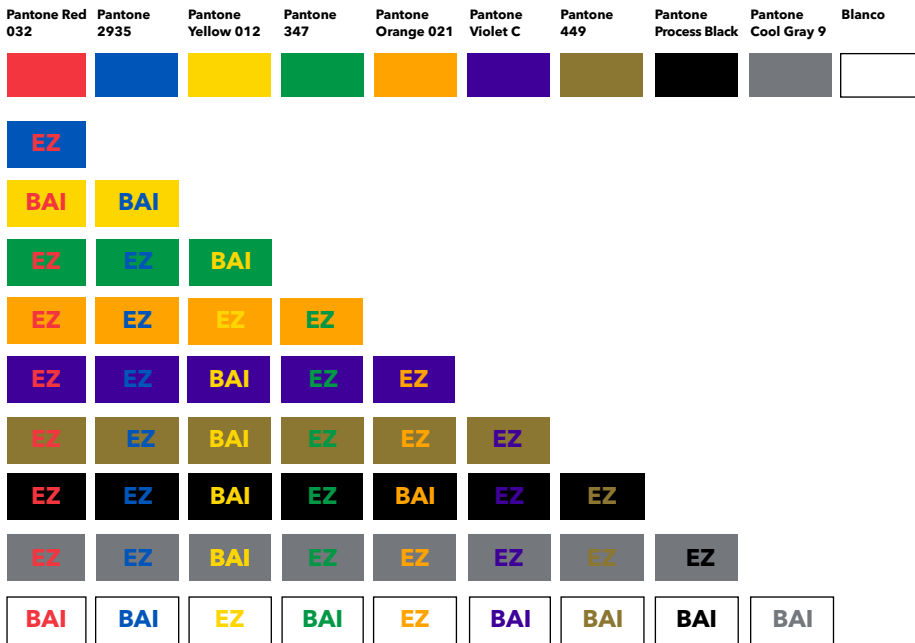 Pantone Red 032
Pantone 2935
Pantone Yellow 012
Pantone 347
Pantone Orange 021
Pantone Violet C
Pantone 449
Pantone Process Black
Pantone Cool Gray 9
Blanco
EZ
BAI BAI
EZ EZ BAI
EZ EZ EZ EZ
EZ EZ BAI EZ EZ
EZ EZ BAI EZ EZ EZ
EZ EZ BAI EZ BAI EZ EZ
EZ EZ BAI EZ EZ EZ EZ EZ
BAI BAI EZ BAI EZ BAI BAI BAI BAI